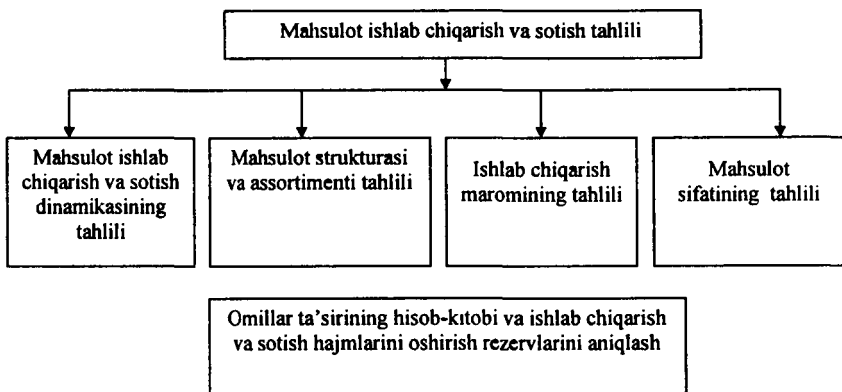 Mahsulot ishlab chiqarish va sotish tahlili
Mahsulot ishlab
chiqarish va sotish
dinamikasining
tahlili
Mahsulot strukturasi
va assortimenti tahlili
Ishlab chiqarish
maromining tahlili
Mahsulot
sifatining tahlili
Omillar ta’sirining hisob-kıtobi va ishlab chiqarish
va sotish hajmlarini oshirish rezervlarini aniqlash